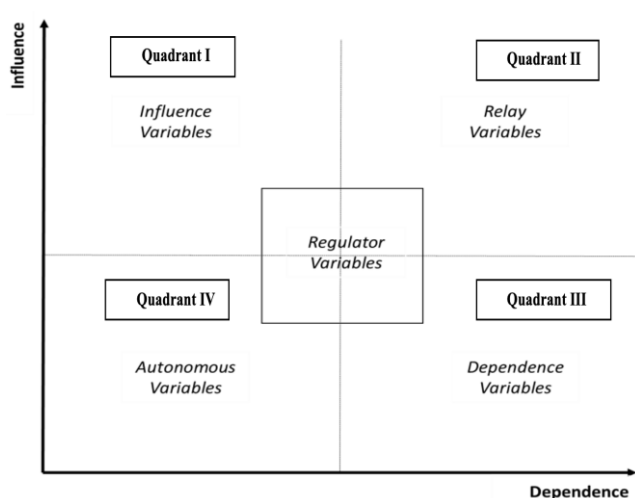 Influence
Quadrant I
Quadrant II
Influence
Variables
Relay
Variables
Regulator
Variables
Quadrant IV
Quadrant III
Autonomous
Variables
Dependence
Variables
Dependence